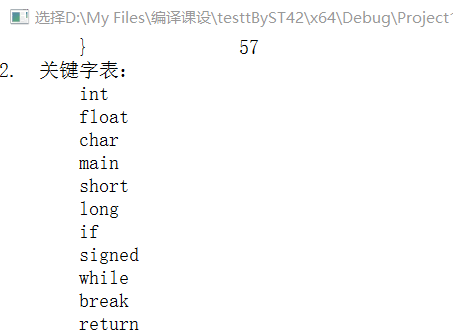 选择D:\My Files\编译课设\testtByST42\x64\Debug\Project
} 57
2. 关键字表：
int
float
char
main
short
long
if
signed
while
break
return